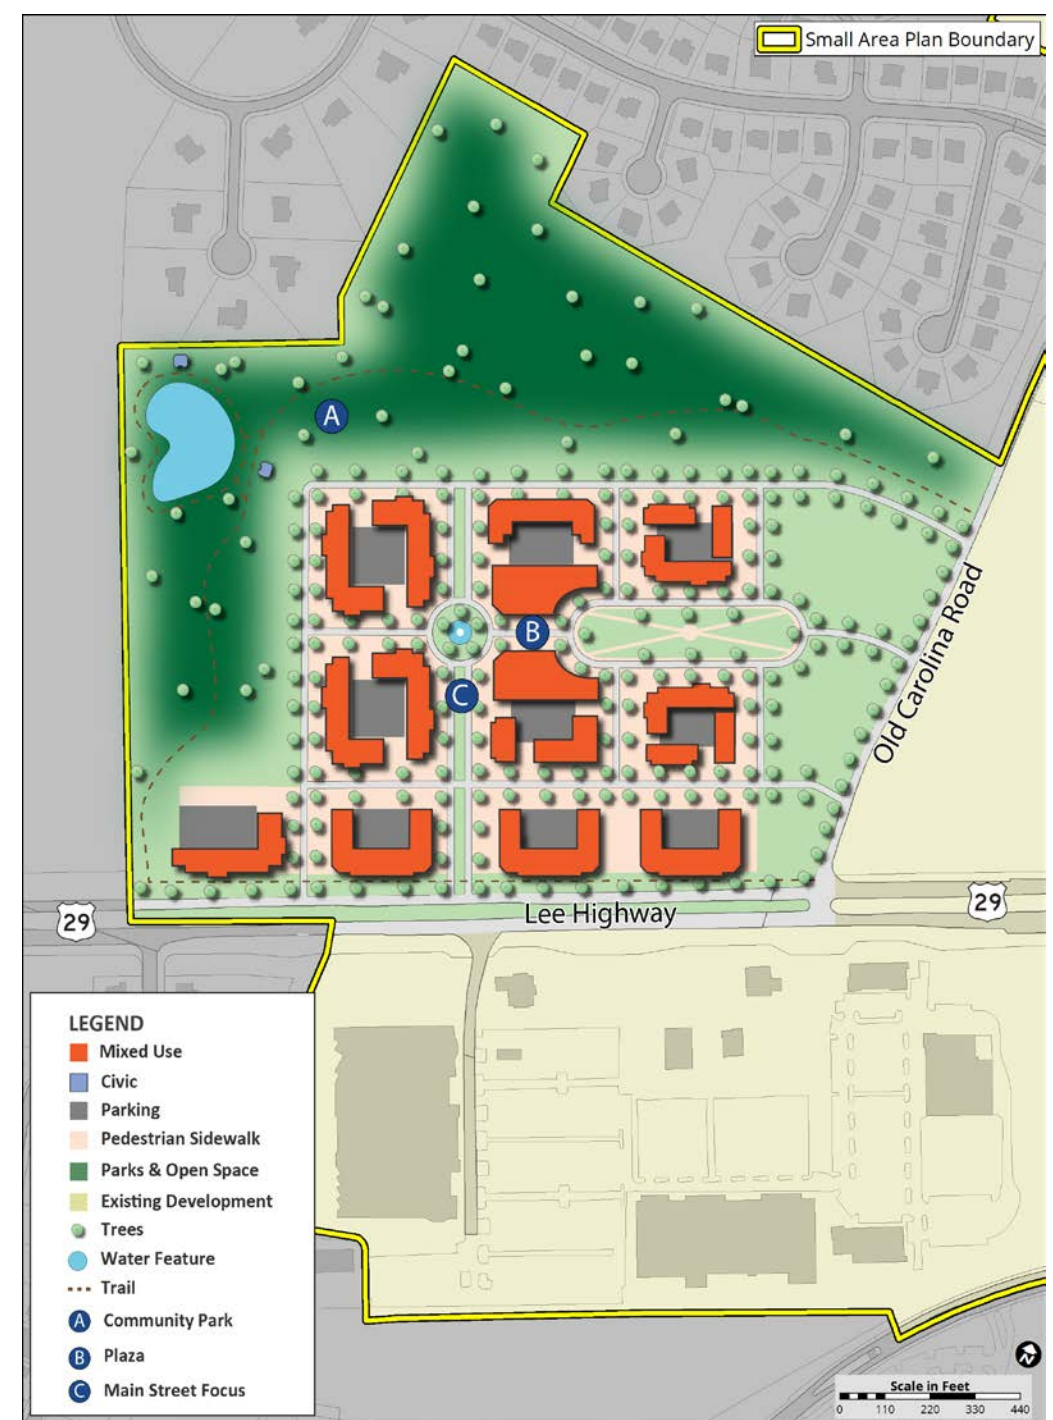 Small Area Plan Boundary
A
B
C
Old Carolina Road
Lee Highway
29
29
LEGEND
Mixed Use
Civic
Parking
Pedestrian Sidewalk
Parks & Open Space
Existing Development
Trees
Water Feature
Trail
A Community Park
B Plaza
C Main Street Focus
N
Scale in Feet
0 110 220 330 440